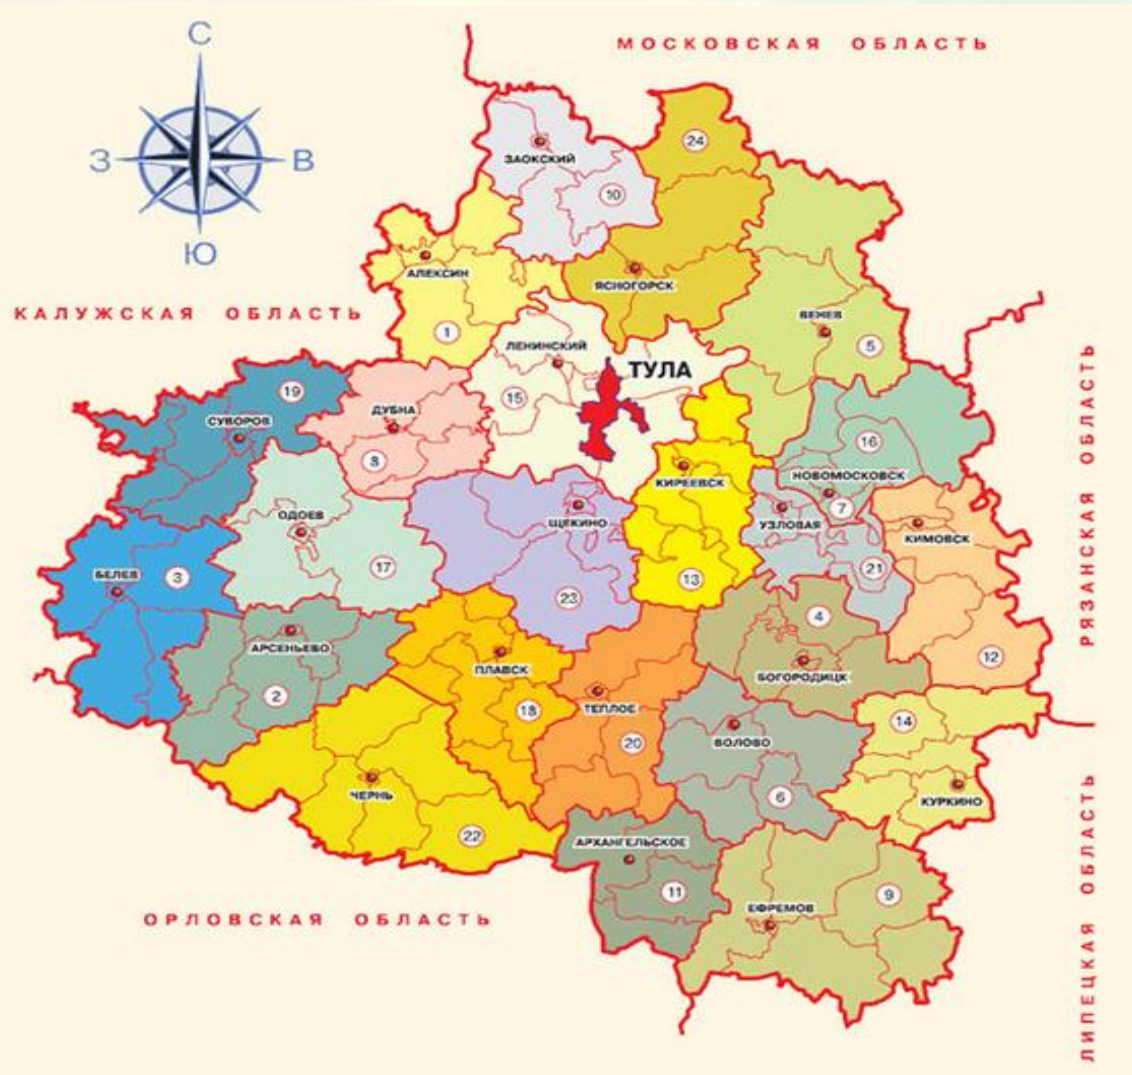 С
МОСКОВСКАЯ ОБЛАСТЬ
З
В
Ю
24
ЗАОКСКИЙ
10
АЛЕКСИН
ЯСНОГОРСК
КАЛУЖСКАЯ ОБЛАСТЬ
1
ВЕНЕВ
5
ЛЕНИНСКИЙ
ТУЛА
15
19
СУВОРОВ
ДУБНА
8
16
РЯЗАНСКАЯ ОБЛАСТЬ
КИРЕЕВСК
НОВОМОСКОВСК
7
ОДОЕВ
ЩЕКИНО
УЗЛОВАЯ
КИМОВСК
БЕЛЕВ
3
17
23
13
21
АРСЕНЬЕВО
2
4
БОГОРОДИЦК
12
ПЛАВСК
18
ТЕПЛОЕ
20
14
ВОЛОВО
6
КУРКИНО
ЧЕРНЬ
22
АРХАНГЕЛЬСКОЕ
11
ЕФРЕМОВ
9
ОРЛОВСКАЯ ОБЛАСТЬ
ЛИПЕЦКАЯ ОБЛАСТЬ